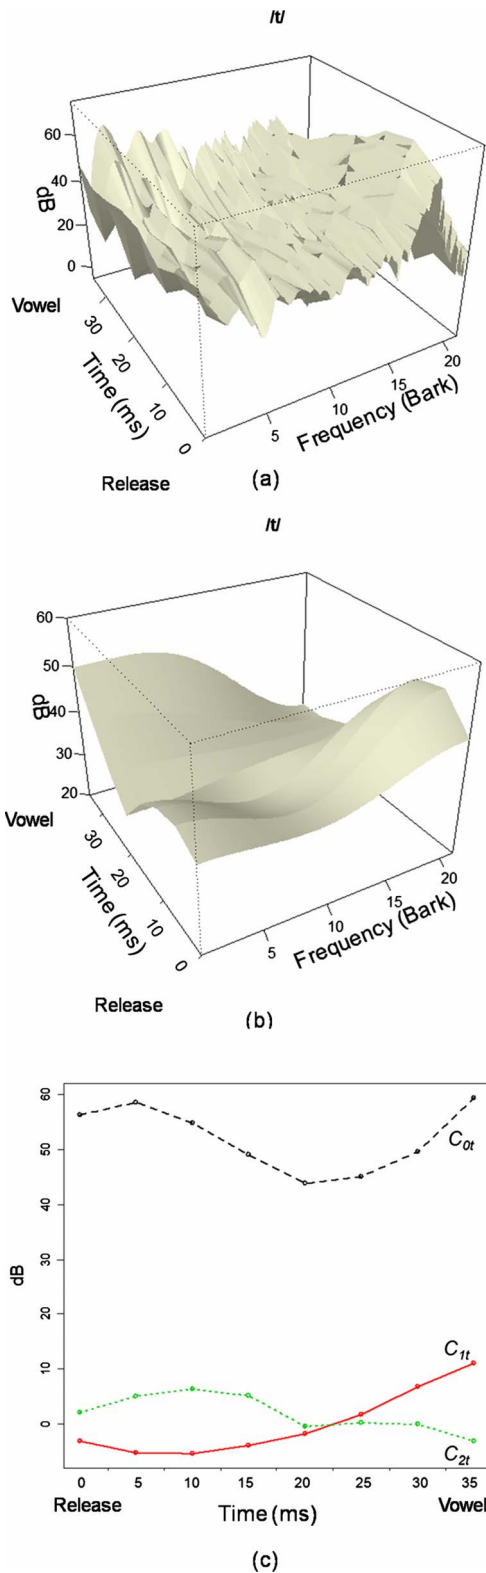 /t/
60
40
20
0
dB
Vowel
30
20
10
0
Time (ms)
Release
5
10
15
20
Frequency (Bark)
(a)
/t/
60
50
40
30
20
dB
Vowel
30
20
10
0
Time (ms)
Release
5
10
15
20
Frequency (Bark)
(b)
60
50
40
30
20
10
0
dB
C0t
C1t
C2t
0 5 10 15 20 25 30 35
Release Time (ms) Vowel
(c)